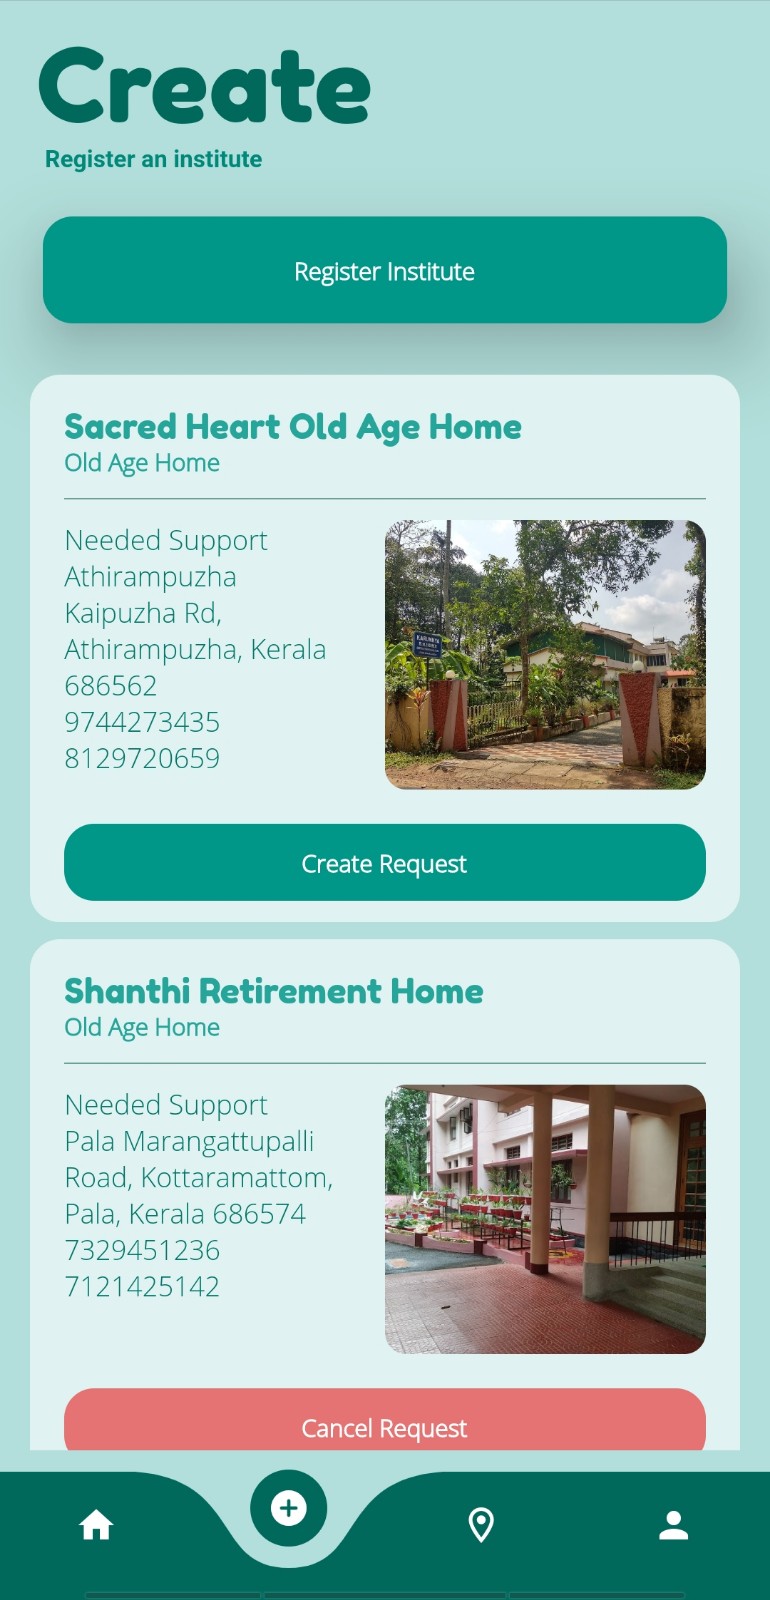 Create
Register an institute
Register Institute
Sacred Heart Old Age Home
Old Age Home
Needed Support
Athirampuzha
Kaipuzha Rd,
Athirampuzha, Kerala
686562
9744273435
8129720659
Create Request
Shanthi Retirement Home
Old Age Home
Needed Support
Pala Marangattupalli
Road, Kottaramattom,
Pala, Kerala 686574
7329451236
7121425142
Cancel Request